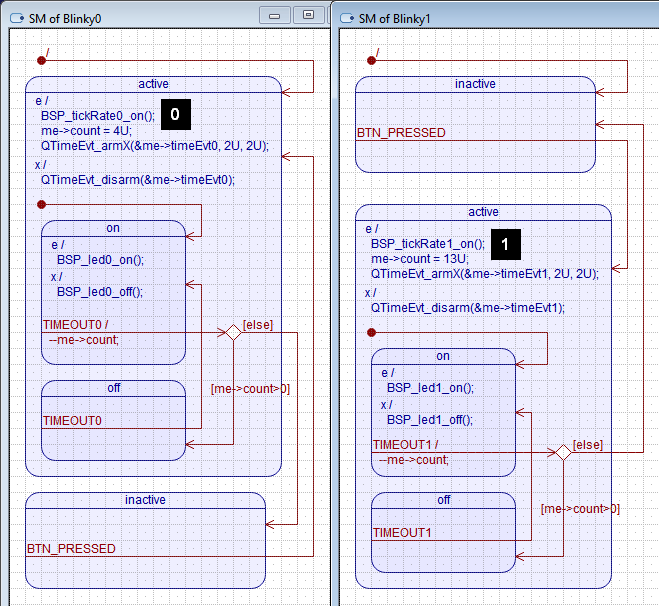 SM of Blinky0
/
active
e /
BSP_tickRate0_on();
me->count = 4U;
QTimeEvt_armX(&me->timeEvt0, 2U, 2U);
x /
QTimeEvt_disarm(&me->timeEvt0);
0
on
e /
BSP_led0_on();
x /
BSP_led0_off();
TIMEOUT0 /
--me->count;
[else]
[me->count>0]
off
TIMEOUT0
inactive
BTN_PRESSED
SM of Blinky1
/
inactive
BTN_PRESSED
active
e /
BSP_tickRate1_on();
me->count = 13U;
QTimeEvt_armX(&me->timeEvt1, 2U, 2U);
x /
QTimeEvt_disarm(&me->timeEvt1);
1
on
e /
BSP_led1_on();
x /
BSP_led1_off();
TIMEOUT1 /
--me->count;
[else]
[me->count>0]
off
TIMEOUT1